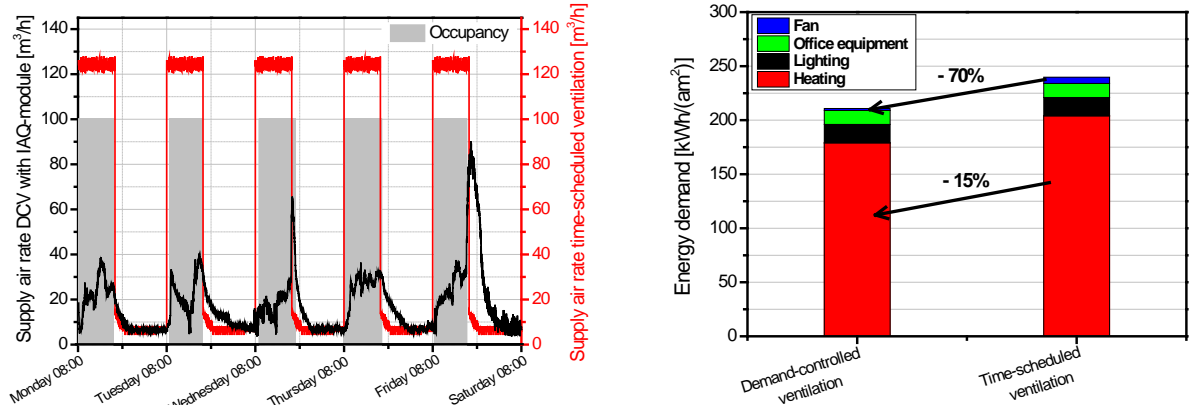 Supply air rate DCV with IAQ-module [m³/h]
140
120
100
80
60
40
20
0
Occupancy
140
120
100
80
60
40
20
0
Supply air rate time-scheduled ventilation [m³/h]
Monday 08:00
Tuesday 08:00
Wednesday 08:00
Thursday 08:00
Friday 08:00
Saturday 08:00
Energy demand [kWh/(am²)]
300
250
200
150
100
50
0
Fan
Office equipment
Lighting
Heating
- 70%
- 15%
Demand-controlled
ventilation
Time-scheduled
ventilation